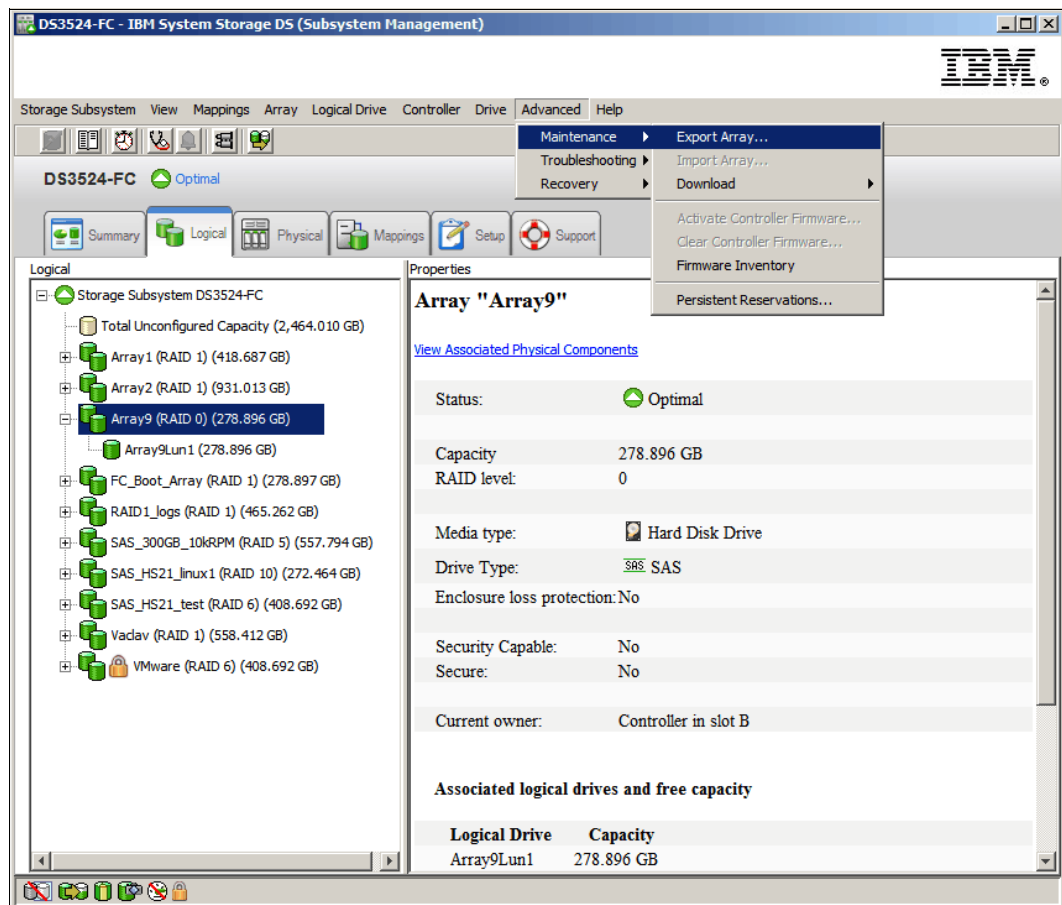 DS3524-FC - IBM System Storage DS (Subsystem Management)
IBM
Storage Subsystem View Mappings Array Logical Drive Controller Drive Advanced Help
Maintenance
Troubleshooting
Recovery
Export Array...
Import Array...
Download
Activate Controller Firmware...
Clear Controller Firmware...
Firmware Inventory
Persistent Reservations...
DS3524-FC Optimal
Summary Logical Physical Mappings Setup Support
Logical
Storage Subsystem DS3524-FC
Total Unconfigured Capacity (2,464.010 GB)
Array1 (RAID 1) (418.687 GB)
Array2 (RAID 1) (931.013 GB)
Array9 (RAID 0) (278.896 GB)
Array9Lun1 (278.896 GB)
FC_Boot_Array (RAID 1) (278.897 GB)
RAID1_logs (RAID 1) (465.262 GB)
SAS_300GB_10kRPM (RAID 5) (557.794 GB)
SAS_HS21_linux1 (RAID 10) (272.464 GB)
SAS_HS21_test (RAID 6) (408.692 GB)
Vaclav (RAID 1) (558.412 GB)
VMware (RAID 6) (408.692 GB)
Properties
Array "Array9"
View Associated Physical Components
Status: Optimal
Capacity 278.896 GB
RAID level: 0
Media type: Hard Disk Drive
Drive Type: SAS SAS
Enclosure loss protection: No
Security Capable: No
Secure: No
Current owner: Controller in slot B
Associated logical drives and free capacity
Logical Drive Capacity
Array9Lun1 278.896 GB